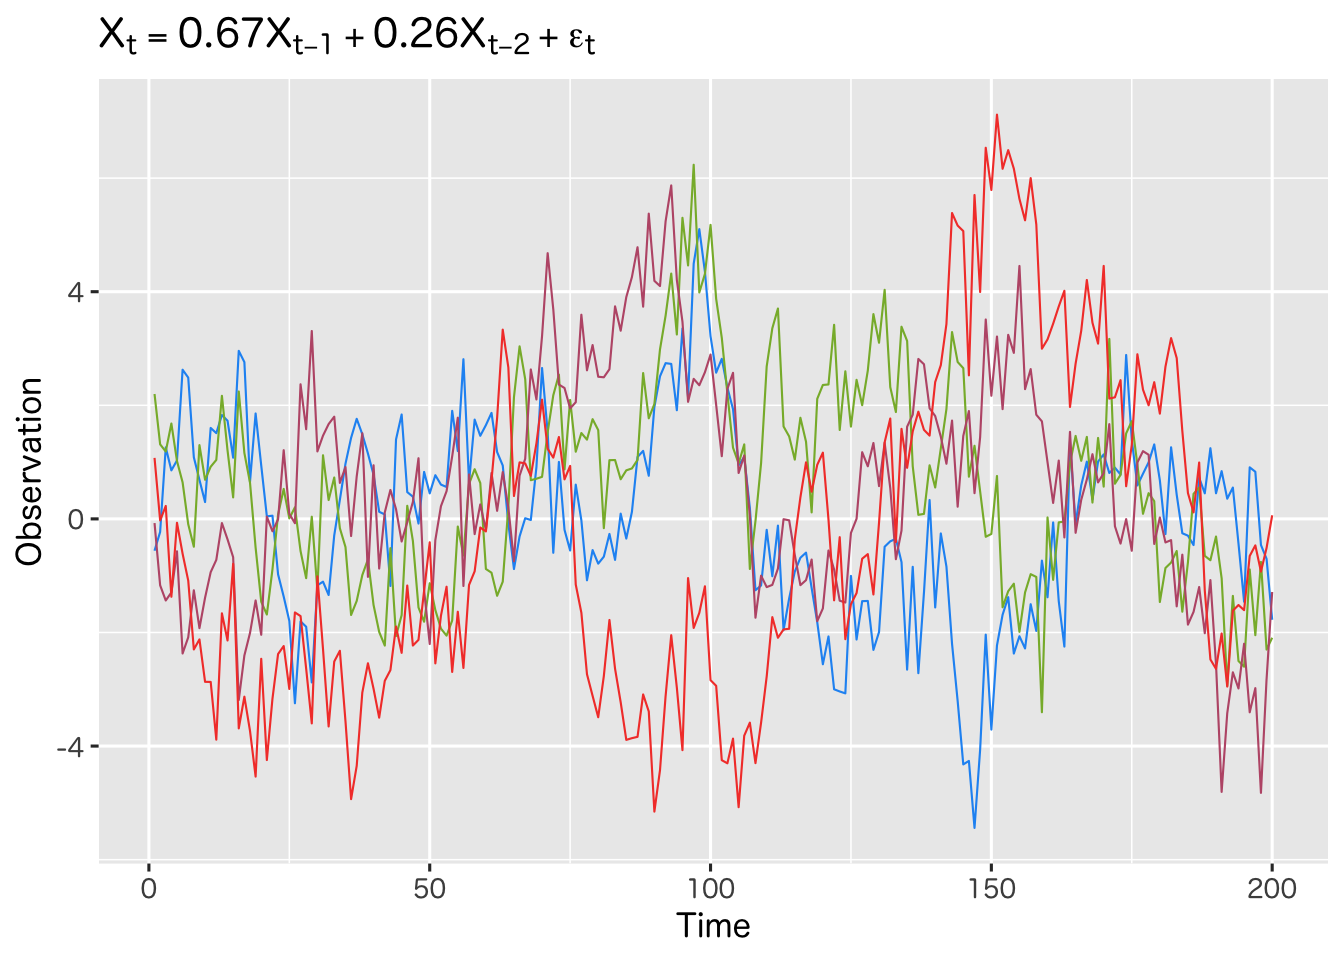 Xₜ = 0.67Xₜ₋₁ + 0.26Xₜ₋₂ + εₜ
Observation
4
0
-4
0 50 100 150 200
Time